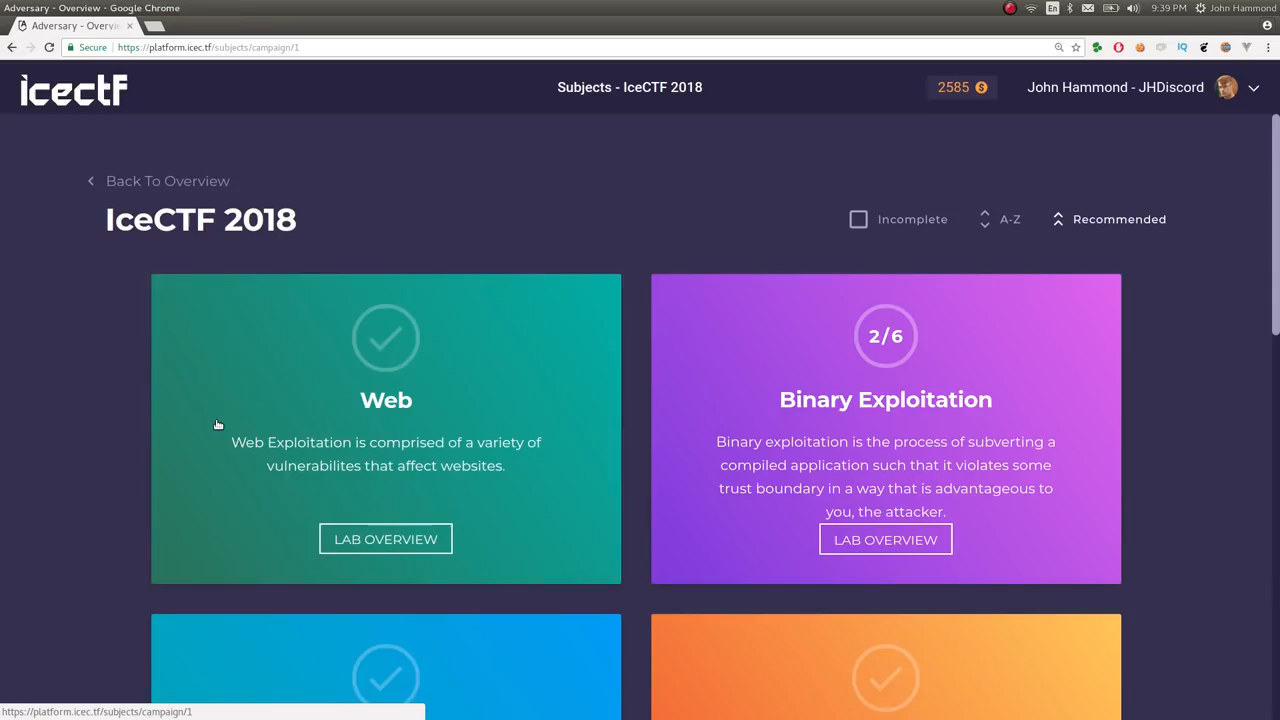 Adversary - Overview - Google Chrome
En
9:39 PM
John Hammond
Adversary - Overvie
Secure
https://platform.icec.tf/subjects/campaign/1
IQ
icectf
Subjects - IceCTF 2018
2585
John Hammond - JHDiscord
Back To Overview
IceCTF 2018
Incomplete
A-Z
Recommended
Web
Web Exploitation is comprised of a variety of
vulnerabilites that affect websites.
LAB OVERVIEW
2/6
Binary Exploitation
Binary exploitation is the process of subverting a
compiled application such that it violates some
trust boundary in a way that is advantageous to
you, the attacker.
LAB OVERVIEW
https://platform.icec.tf/subjects/campaign/1